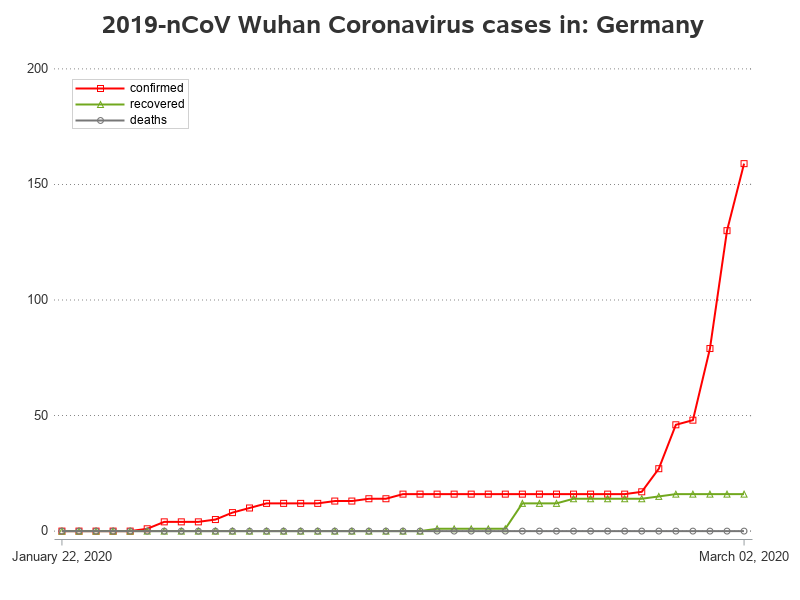 2019-nCoV Wuhan Coronavirus cases in: Germany
200
confirmed
recovered
deaths
150
100
50
0
January 22, 2020
March 02, 2020